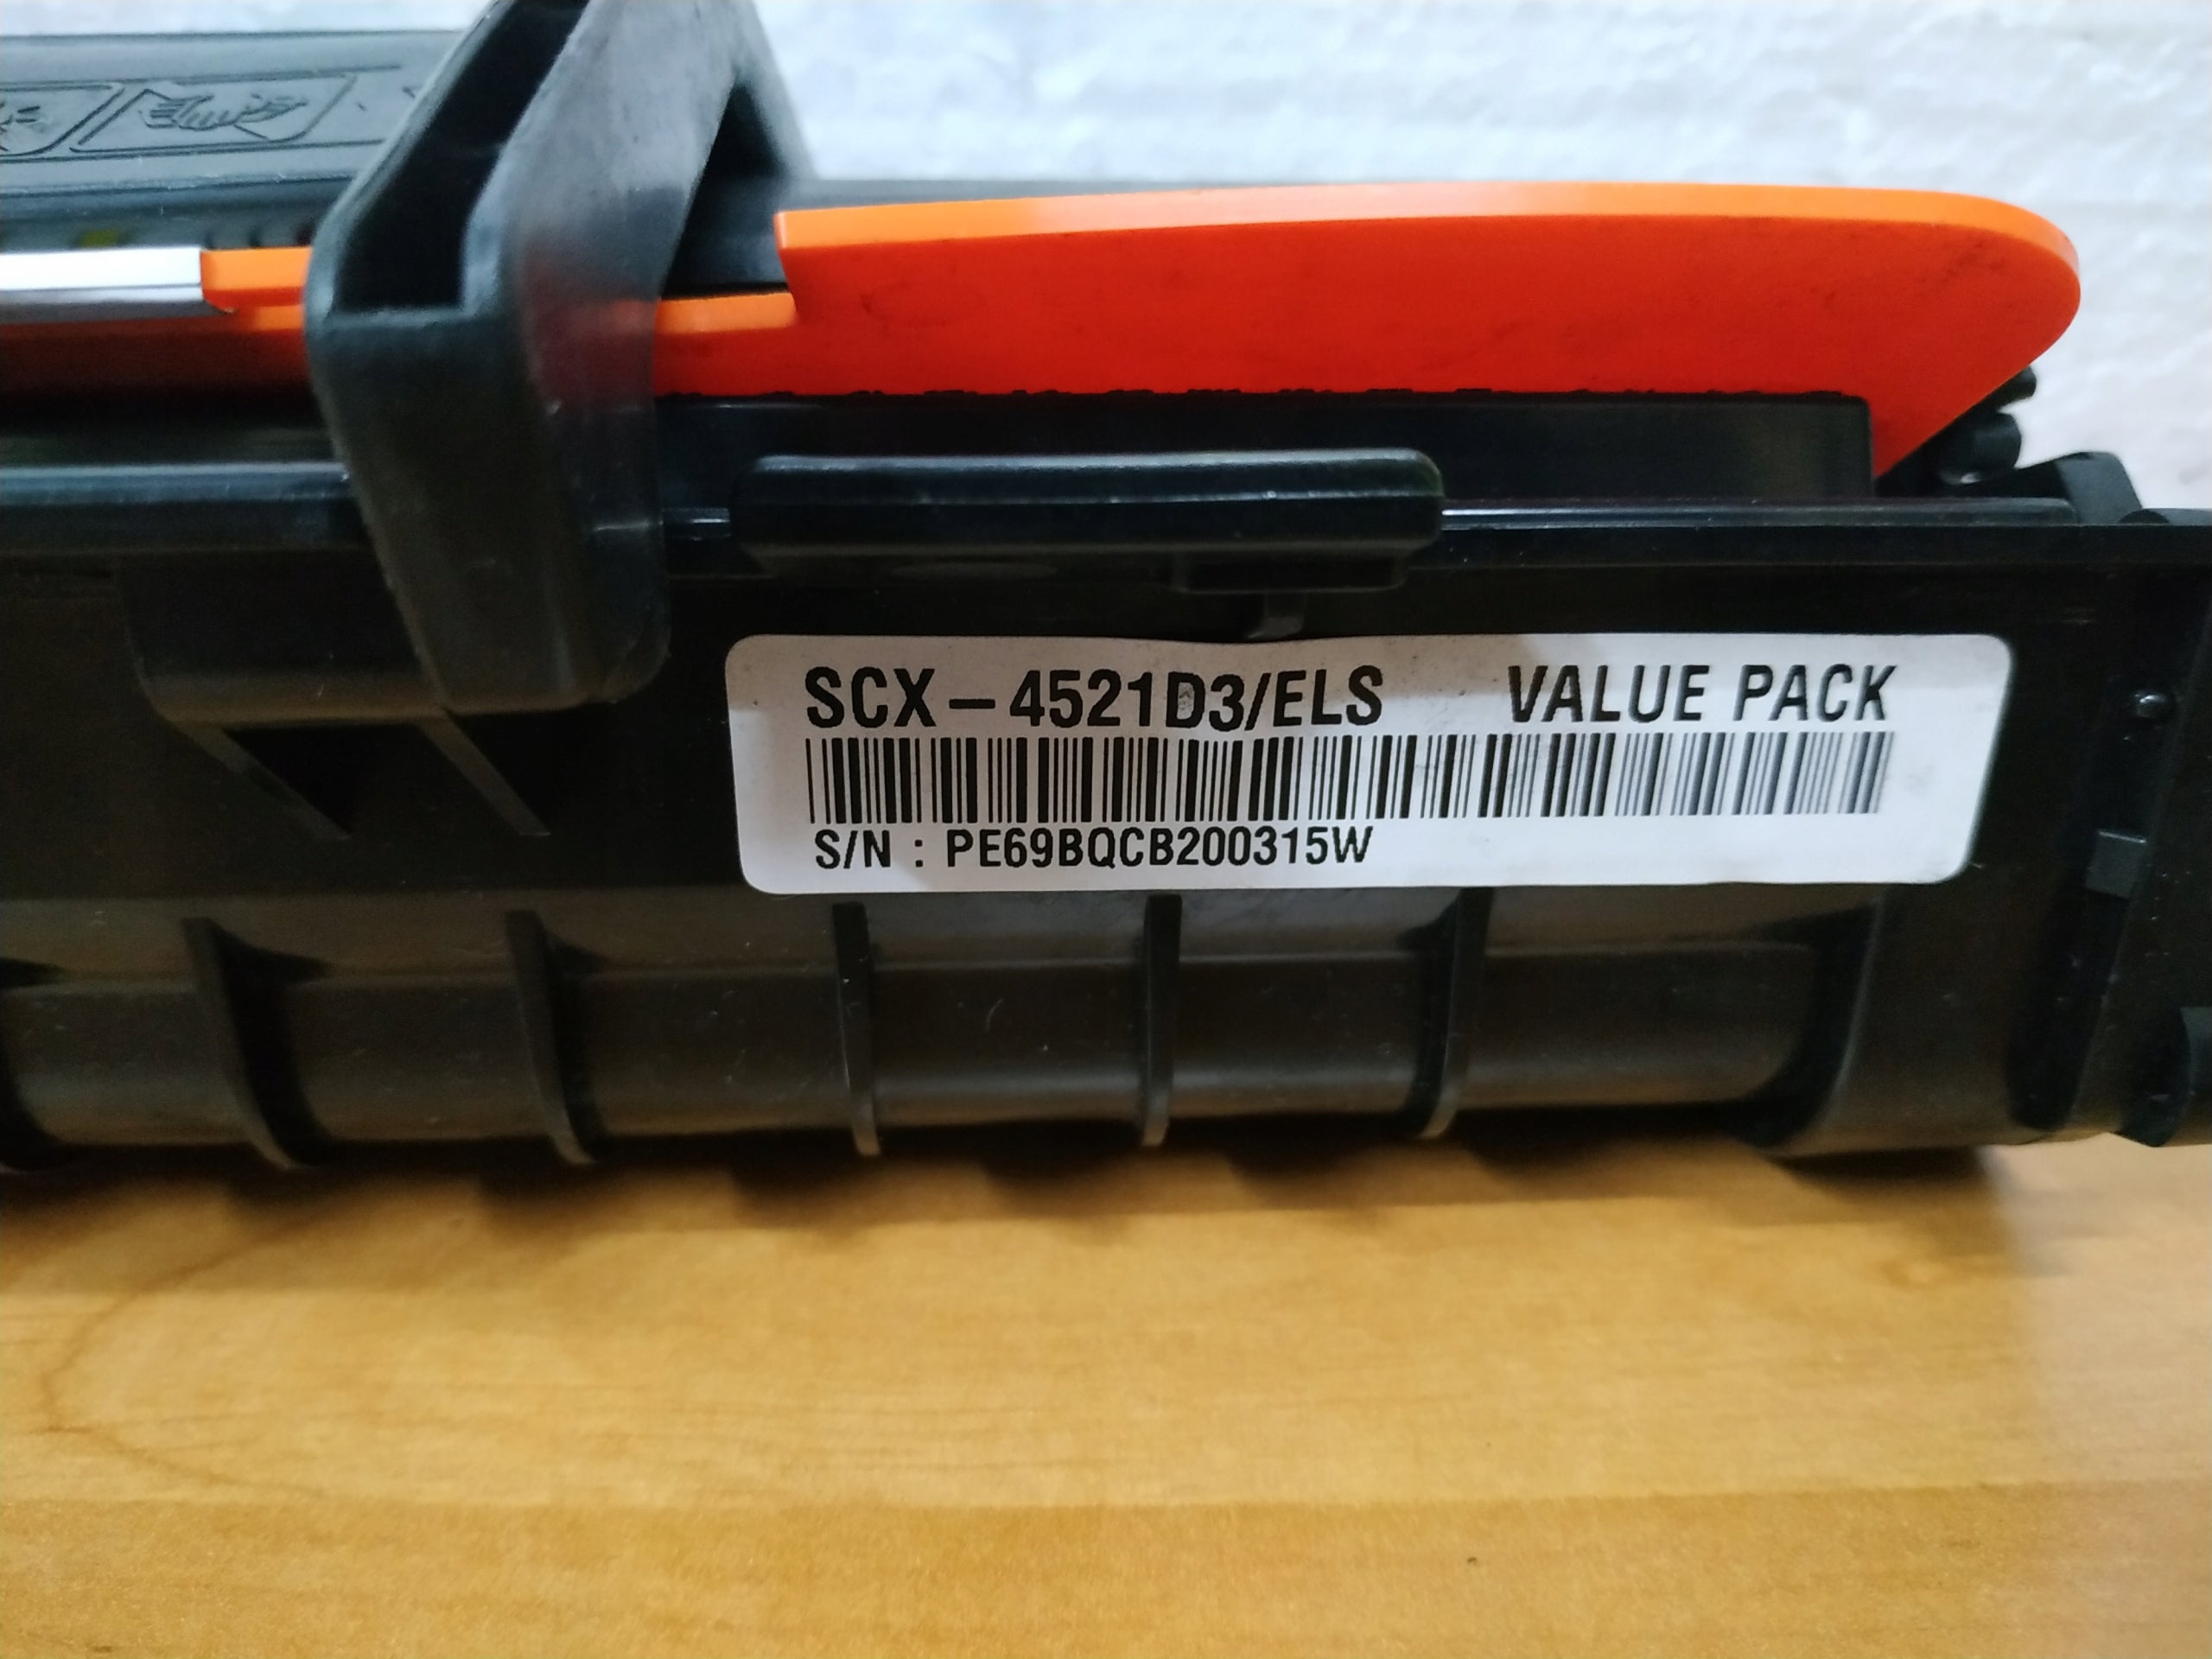 SCX-4521D3/ELS VALUE PACK
S/N : PE69BQCB200315W